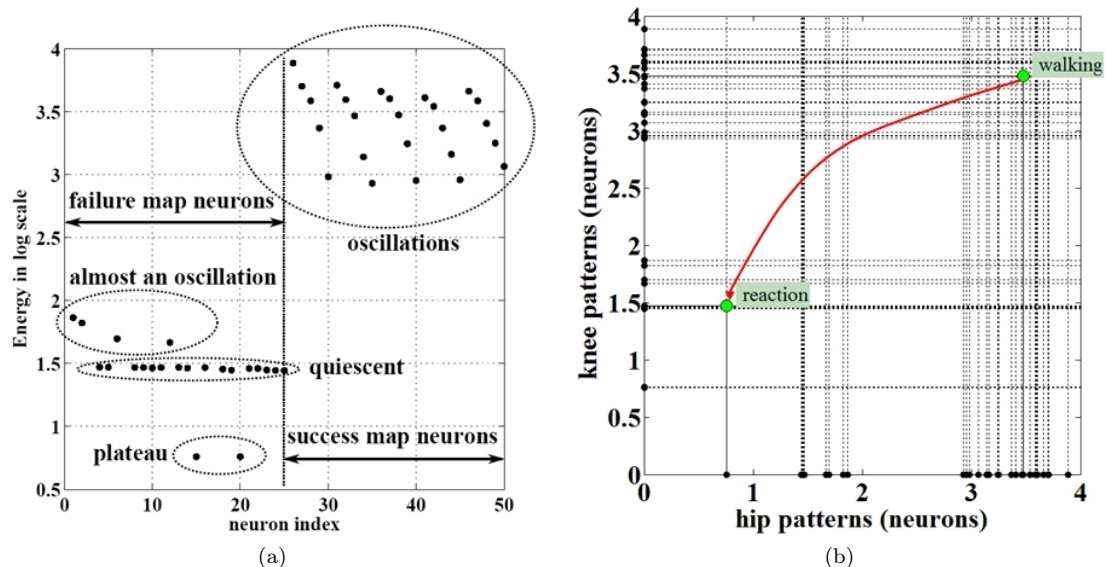 4
3.5
3
2.5
2
1.5
1
0.5
Energy in log scale
0
10
20
30
40
50
neuron index
failure map neurons
oscillations
almost an oscillation
quiescent
plateau
success map neurons
(a)
4
3.5
3
2.5
2
1.5
1
0.5
0
knee patterns (neurons)
walking
reaction
0
1
2
3
4
hip patterns (neurons)
(b)